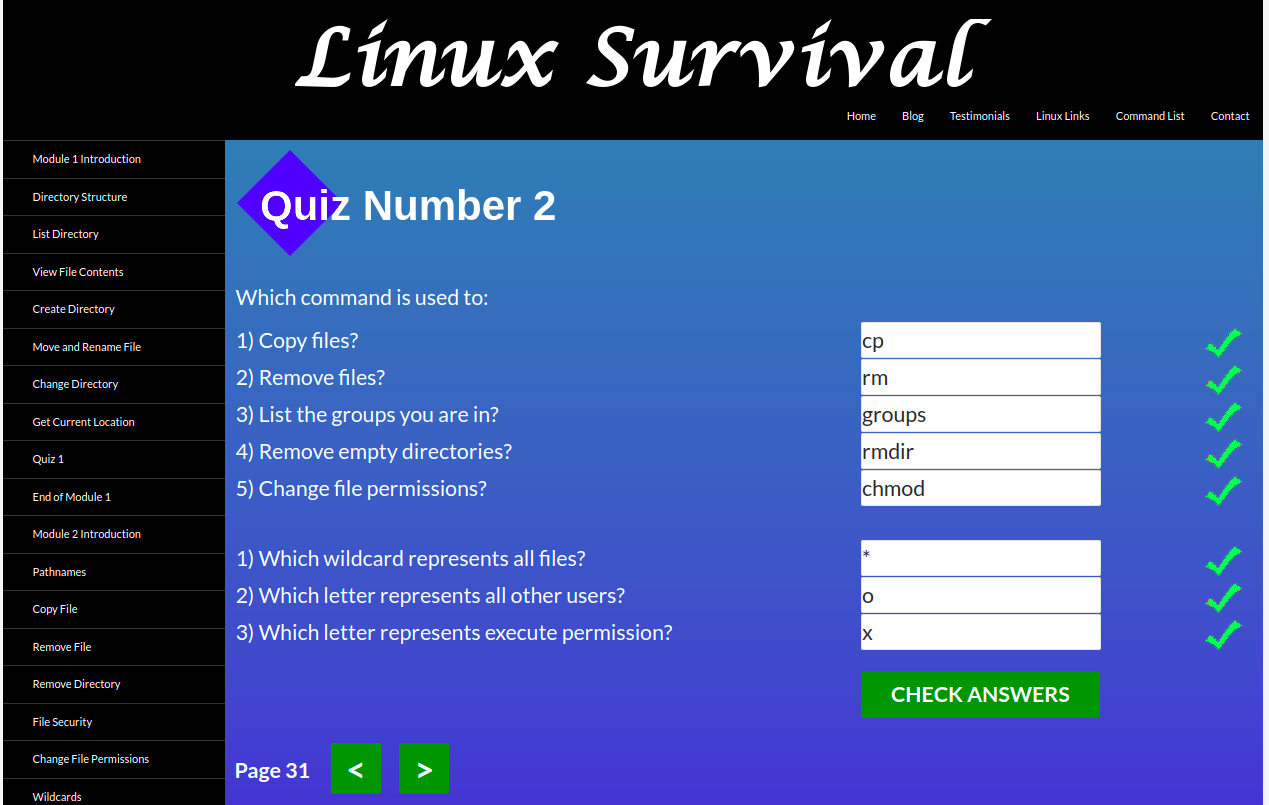 Linux Survival
Home Blog Testimonials Linux Links Command List Contact
Module 1 Introduction
Directory Structure
List Directory
View File Contents
Create Directory
Move and Rename File
Change Directory
Get Current Location
Quiz 1
End of Module 1
Module 2 Introduction
Pathnames
Copy File
Remove File
Remove Directory
File Security
Change File Permissions
Wildcards
Quiz Number 2
Which command is used to:
1) Copy files? cp
2) Remove files? rm
3) List the groups you are in? groups
4) Remove empty directories? rmdir
5) Change file permissions? chmod
1) Which wildcard represents all files? *
2) Which letter represents all other users? o
3) Which letter represents execute permission? x
CHECK ANSWERS
Page 31 < >